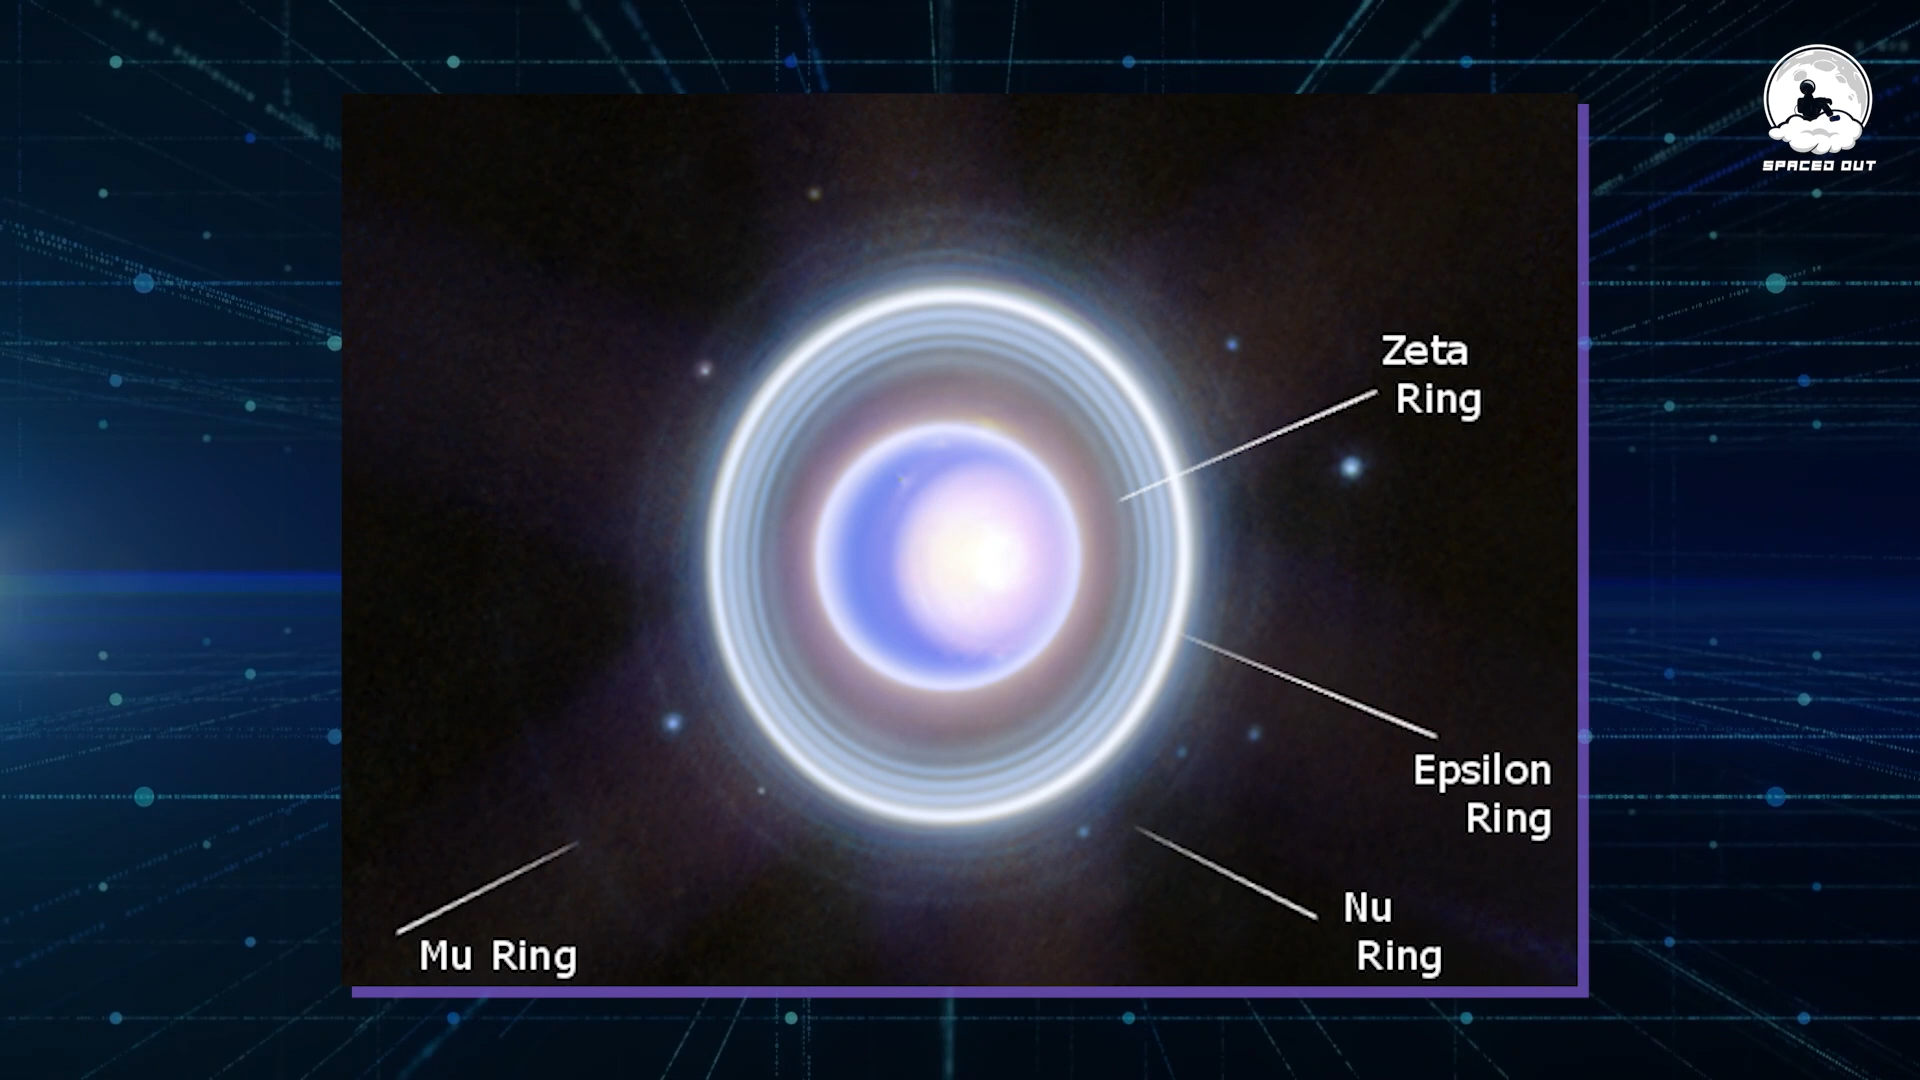 SPACED OUT
Zeta
Ring
Epsilon
Ring
Nu
Ring
Mu Ring